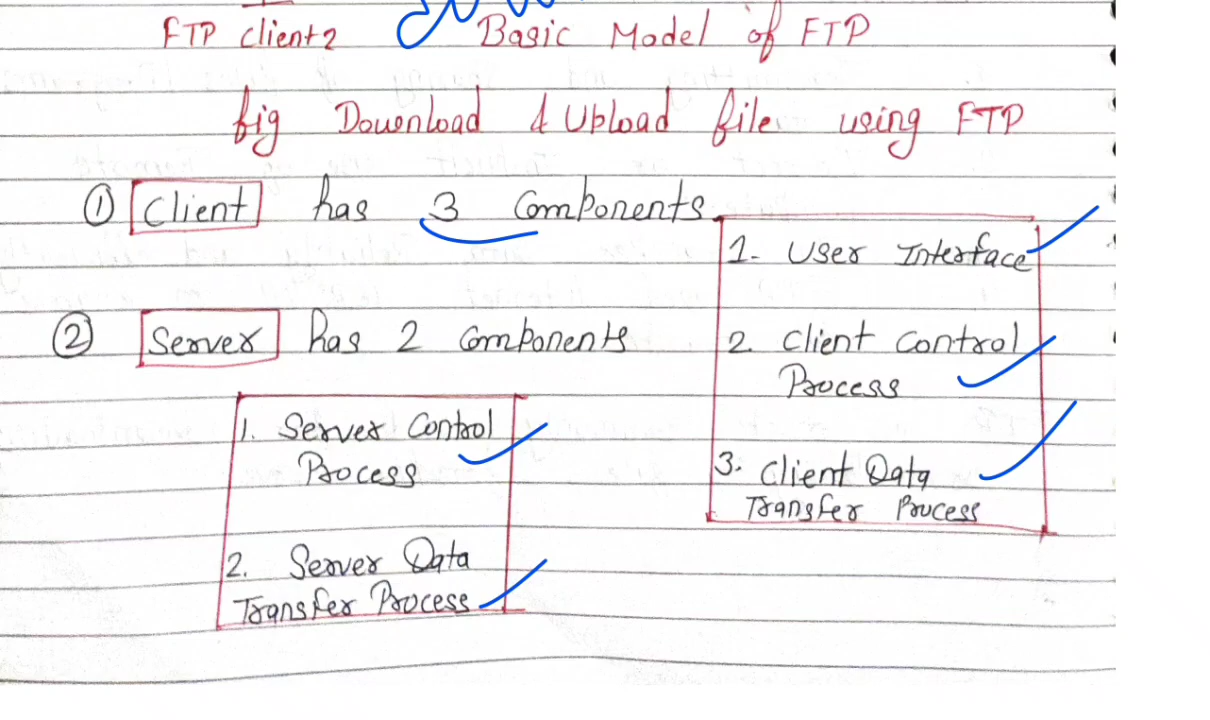 FTP Client2 Basic Model of FTP
fig Download & Upload file using FTP
① Client has 3 Components.
1. User Interface
2. Client Control
Process
3. Client Data
Transfer Process
② Server has 2 Components
1. Server Control
Process
2. Server Data
Transfer Process